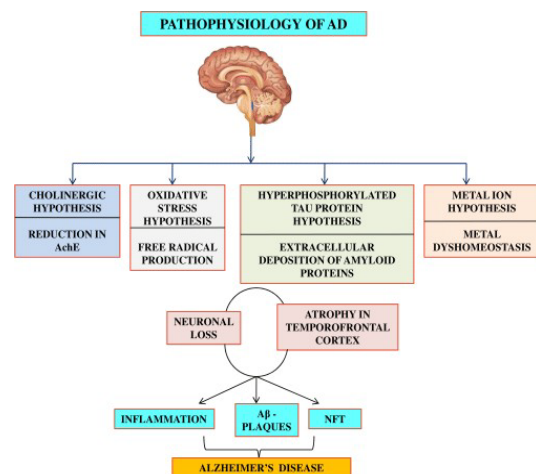 PATHOPHYSIOLOGY OF AD
CHOLINERGIC
HYPOTHESIS
REDUCTION IN
AchE
OXIDATIVE
STRESS
HYPOTHESIS
FREE RADICAL
PRODUCTION
HYPERPHOSPHORYLATED
TAU PROTEIN
HYPOTHESIS
EXTRACELLULAR
DEPOSITION OF AMYLOID
PROTEINS
METAL ION
HYPOTHESIS
METAL
DYSHOMEOSTASIS
NEURONAL
LOSS
ATROPHY IN
TEMPOROFRONTAL
CORTEX
INFLAMMATION
Aβ -
PLAQUES
NFT
ALZHEIMER'S DISEASE